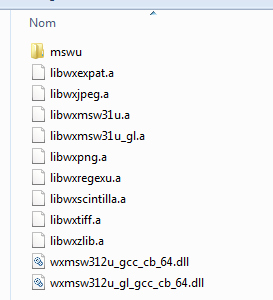 Nom
mswu
libwxexpat.a
libwxjpeg.a
libwxmsw31u.a
libwxmsw31u_gl.a
libwxpng.a
libwxregexu.a
libwxscintilla.a
libwxtiff.a
libwxzlib.a
wxmsw312u_gcc_cb_64.dll
wxmsw312u_gl_gcc_cb_64.dll